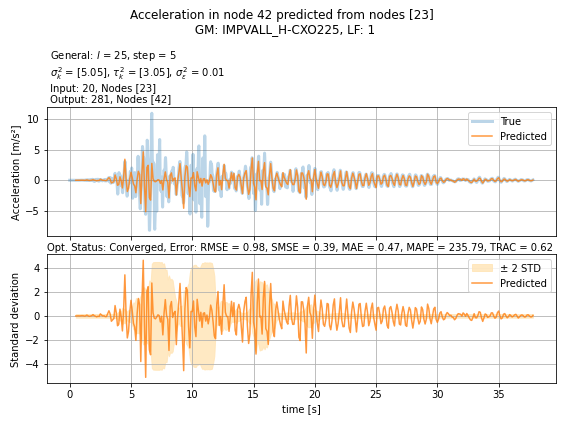 Acceleration in node 42 predicted from nodes [23]
GM: IMPVALL_H-CXO225, LF: 1
General: l = 25, step = 5
σ²ₖ = [5.05], τ²ₖ = [3.05], σ²ε = 0.01
Input: 20, Nodes [23]
Output: 281, Nodes [42]
10
5
0
−5
Acceleration [m/s²]
True
Predicted
Opt. Status: Converged, Error: RMSE = 0.98, SMSE = 0.39, MAE = 0.47, MAPE = 235.79, TRAC = 0.62
4
2
0
−2
−4
Standard deviation
± 2 STD
Predicted
0 5 10 15 20 25 30 35
time [s]